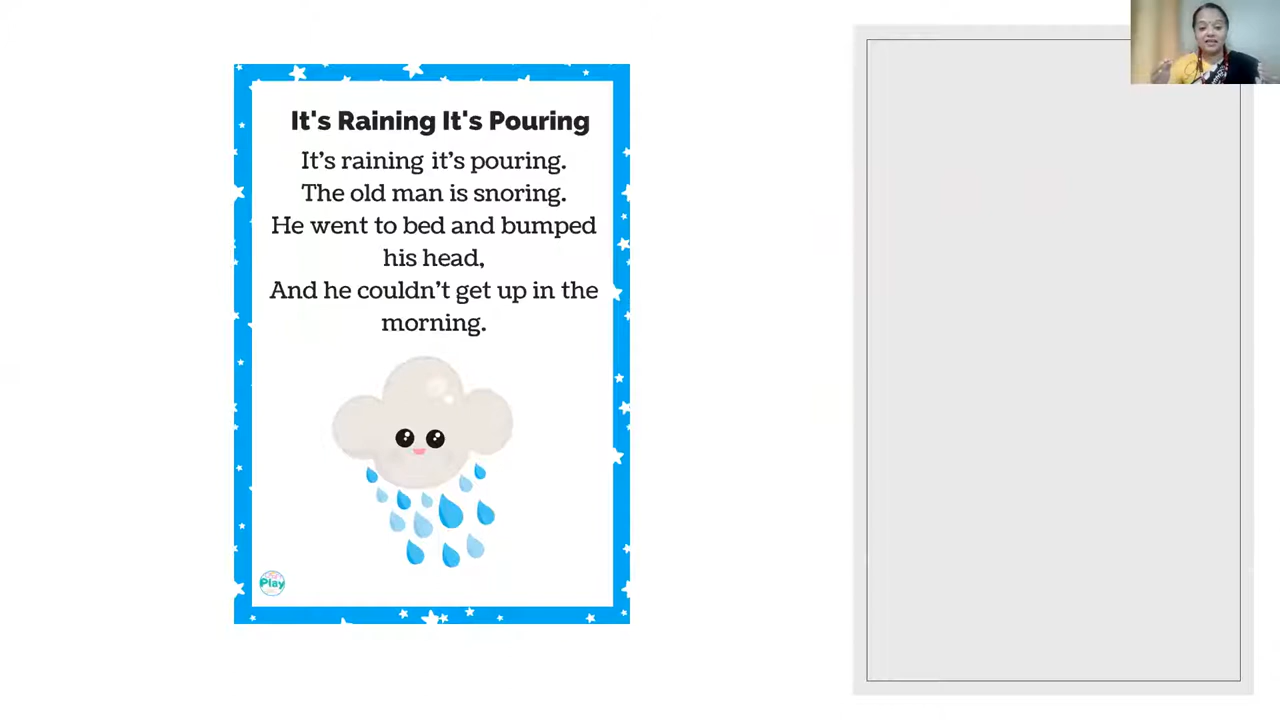 It's Raining It's Pouring
It's raining it's pouring.
The old man is snoring.
He went to bed and bumped
his head,
And he couldn't get up in the
morning.
Play